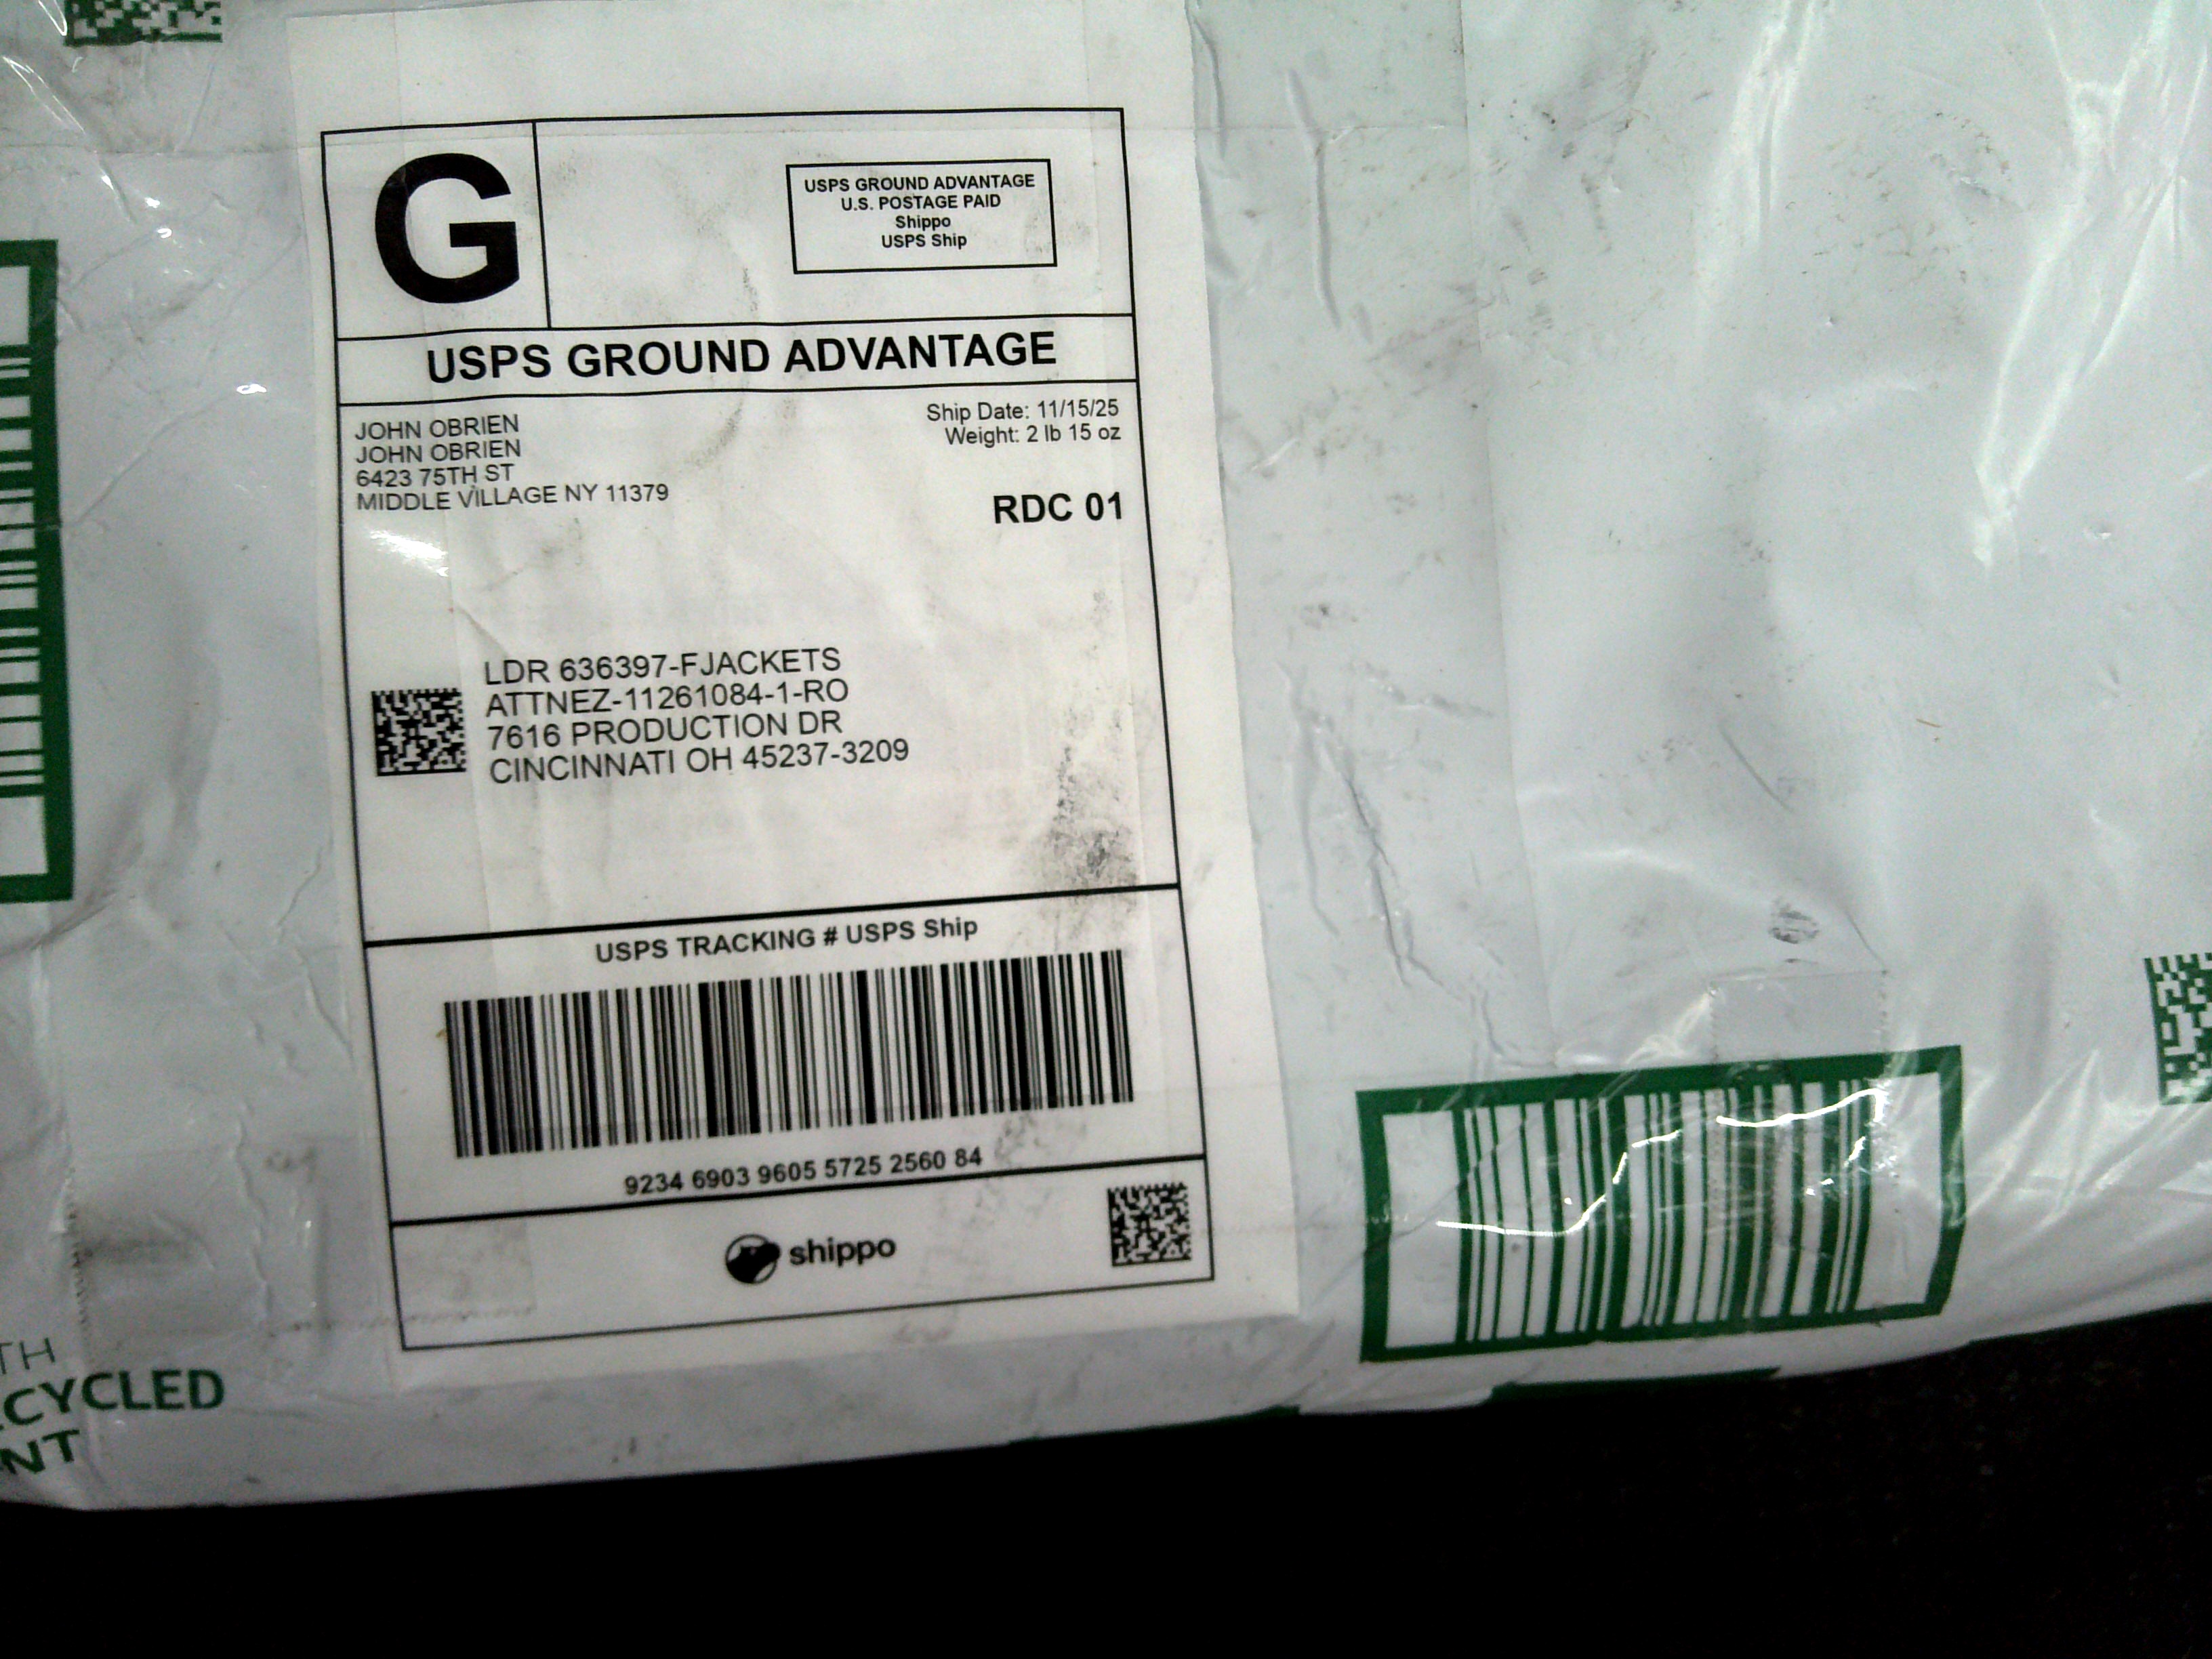 G
USPS GROUND ADVANTAGE
U.S. POSTAGE PAID
Shippo
USPS Ship
USPS GROUND ADVANTAGE
JOHN OBRIEN
JOHN OBRIEN
6423 75TH ST
MIDDLE VILLAGE NY 11379
Ship Date: 11/15/25
Weight: 2 lb 15 oz
RDC 01
LDR 636397-FJACKETS
ATTNEZ-11261084-1-RO
7616 PRODUCTION DR
CINCINNATI OH 45237-3209
USPS TRACKING # USPS Ship
9234 6903 9605 5725 2560 84
shippo
TH
ECYCLED
NT